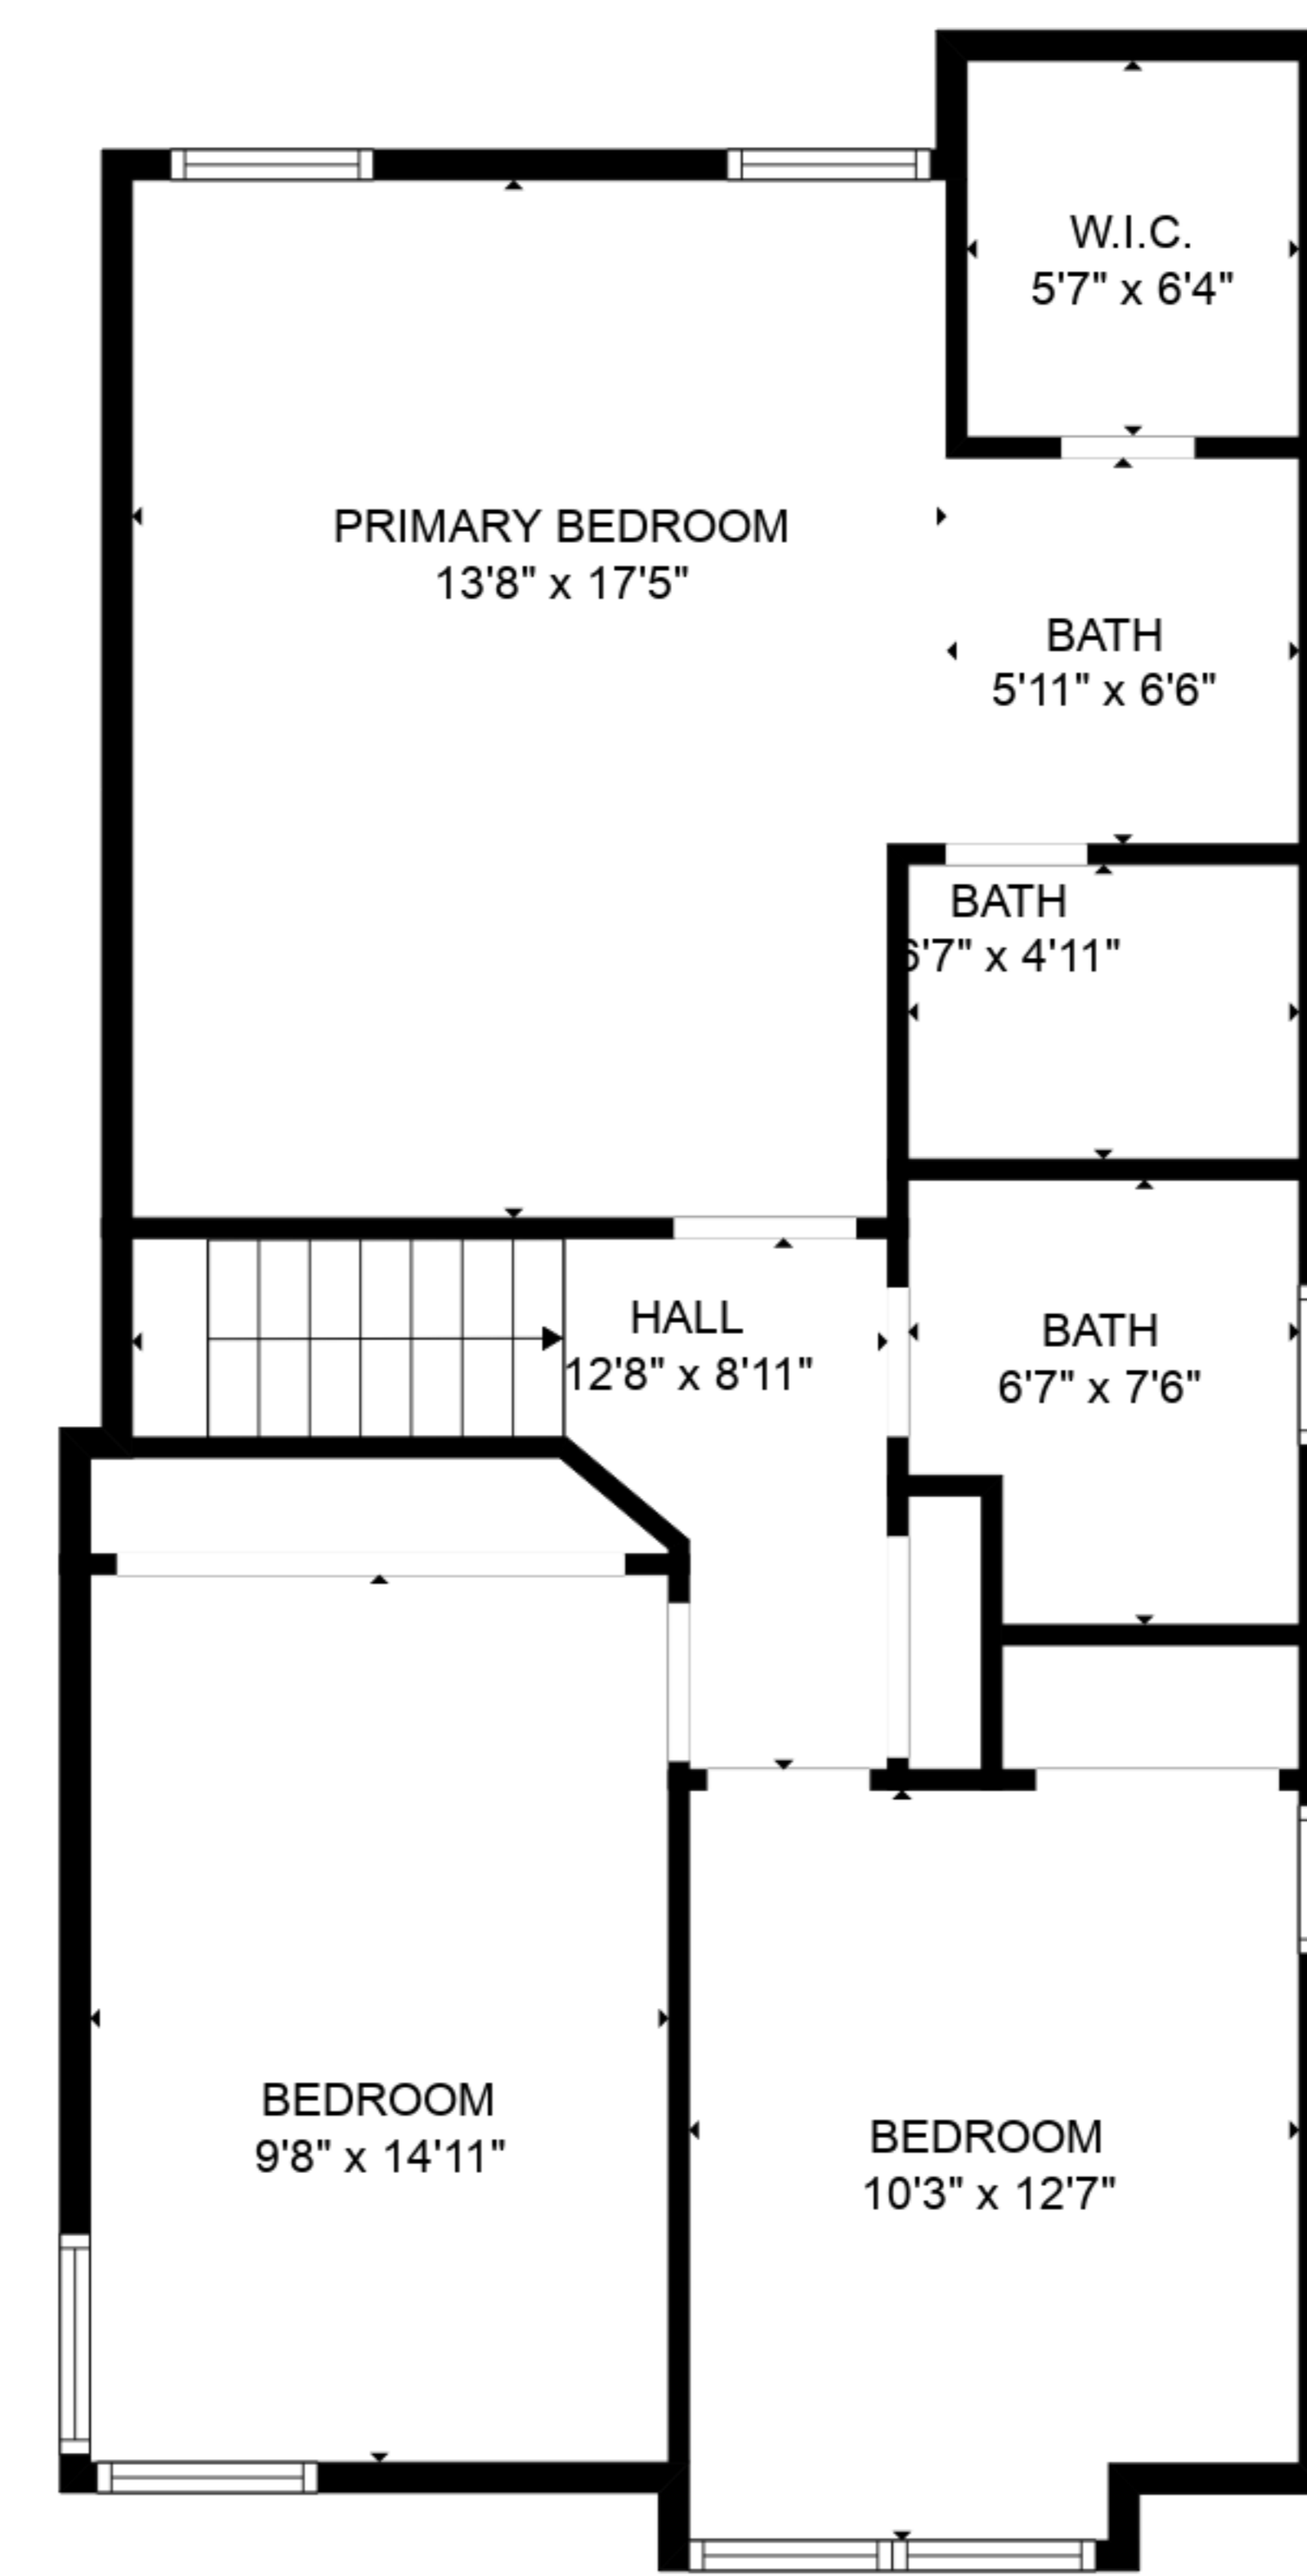 W.I.C.
5'7" x 6'4"
PRIMARY BEDROOM
13'8" x 17'5"
BATH
5'11" x 6'6"
BATH
6'7" x 4'11"
HALL
12'8" x 8'11"
BATH
6'7" x 7'6"
BEDROOM
9'8" x 14'11"
BEDROOM
10'3" x 12'7"